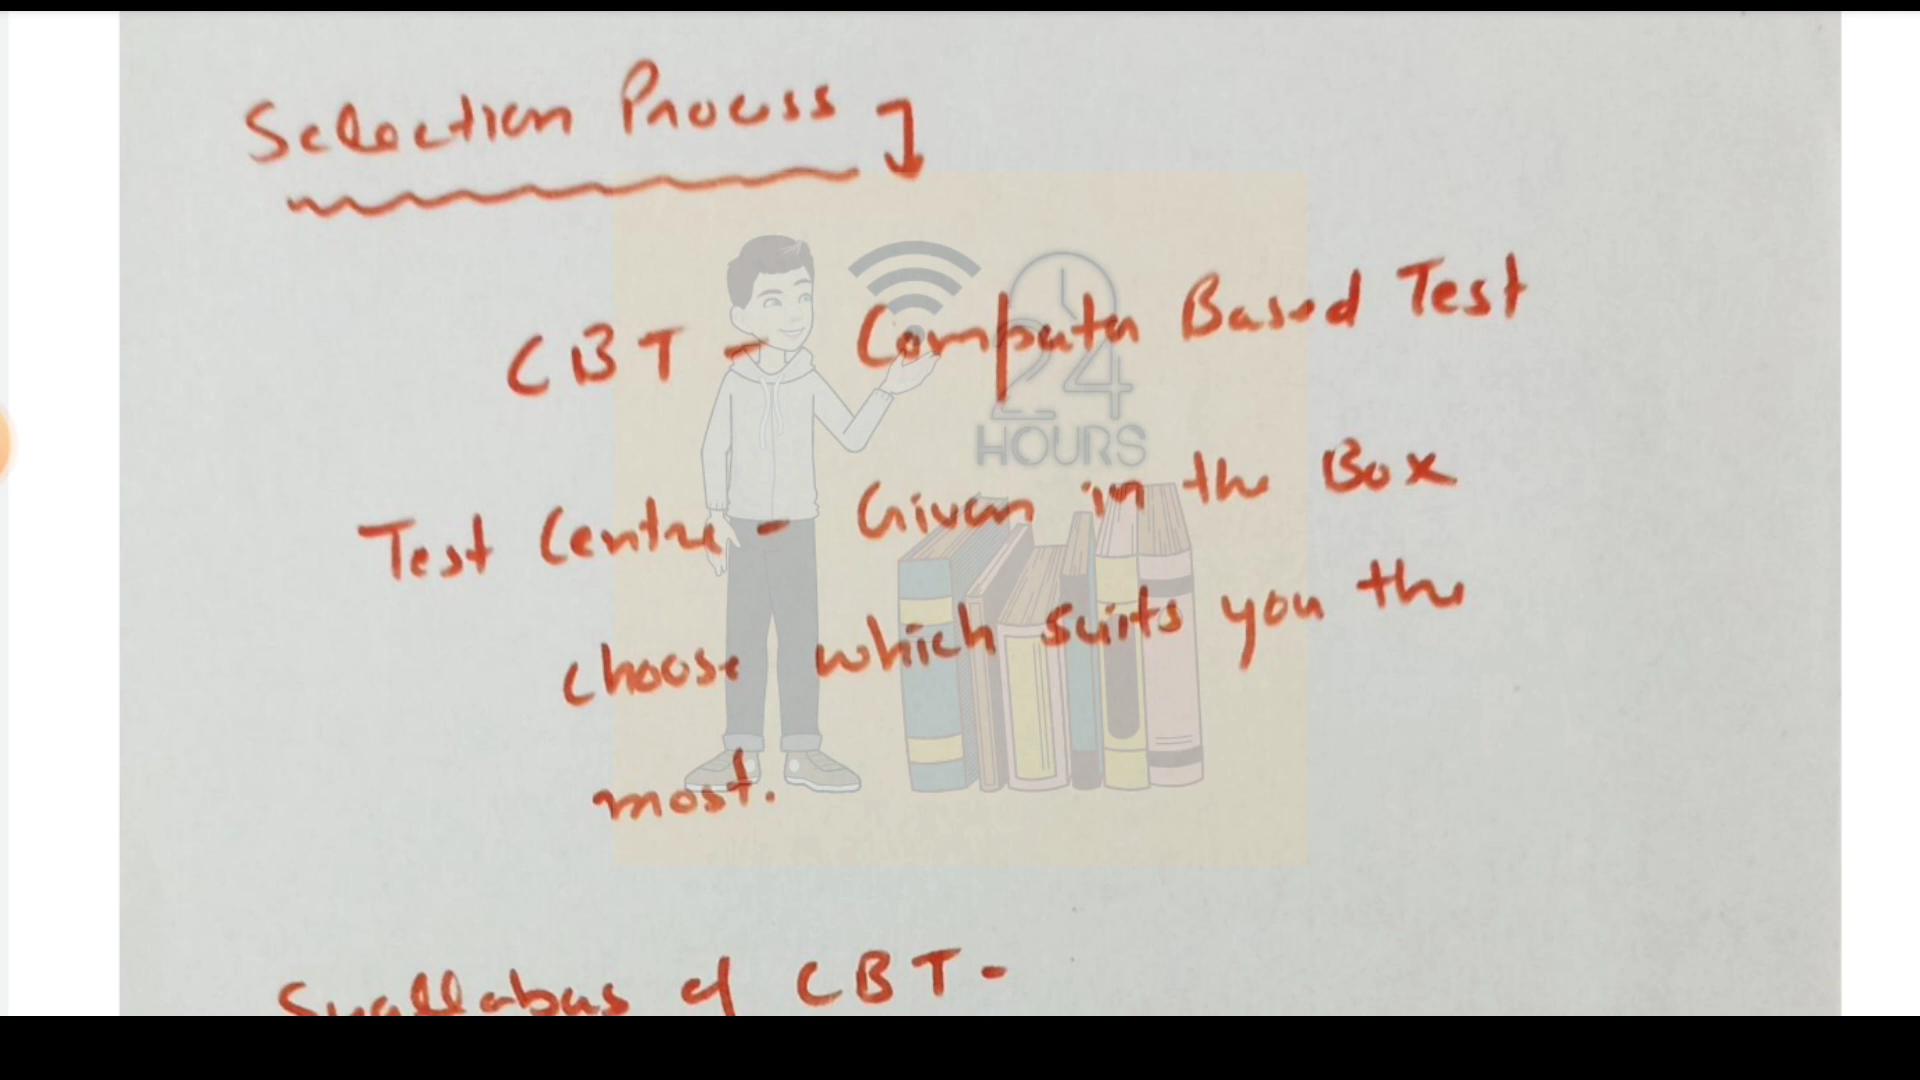 Selection Process
CBT - Computer Based Test
24
HOURS
Test Centre - Given in the Box
choose which suits you the
most.
Syallabus of CBT -